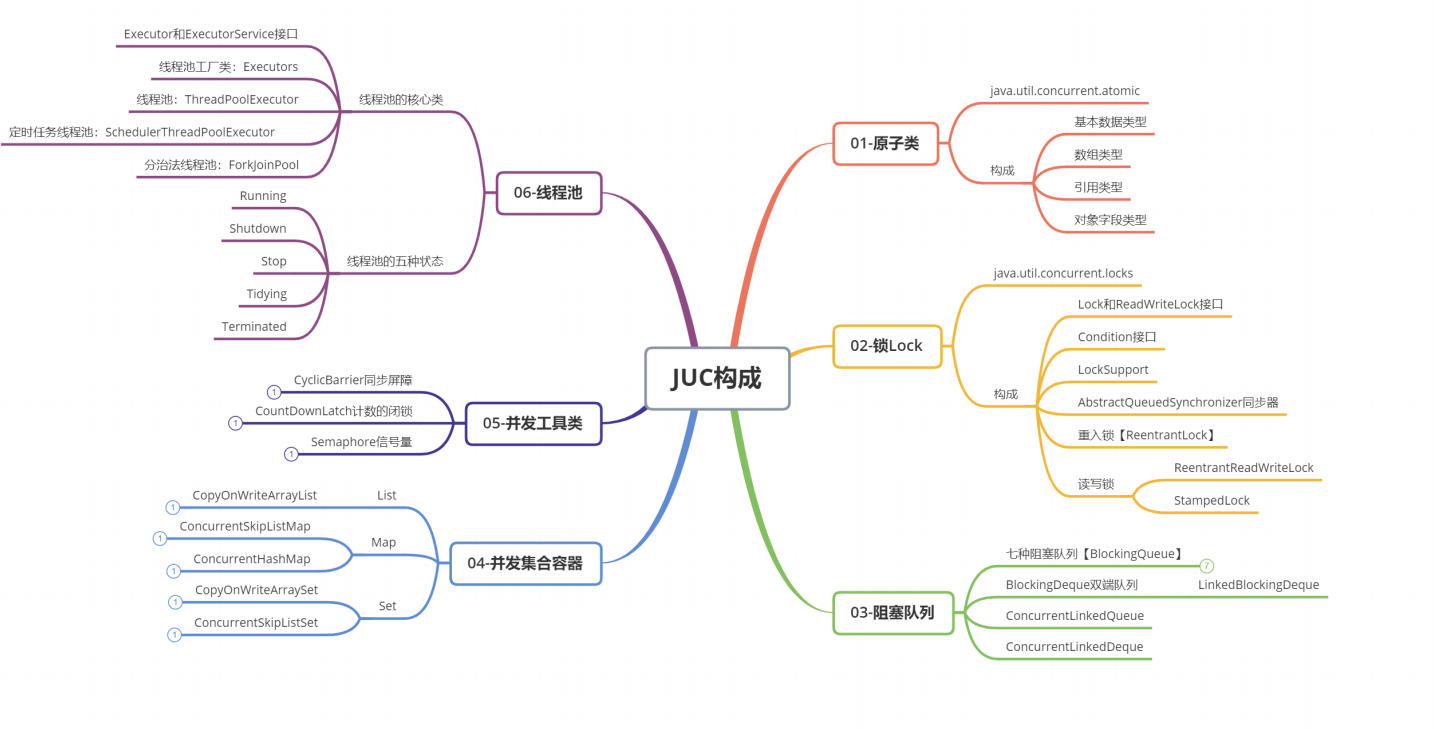 JUC构成
01-原子类
java.util.concurrent.atomic
构成
基本数据类型
数组类型
引用类型
对象字段类型
02-锁Lock
java.util.concurrent.locks
构成
Lock和ReadWriteLock接口
Condition接口
LockSupport
AbstractQueuedSynchronizer同步器
重入锁【ReentrantLock】
读写锁
ReentrantReadWriteLock
StampedLock
03-阻塞队列
七种阻塞队列【BlockingQueue】
7
BlockingDeque双端队列
LinkedBlockingDeque
ConcurrentLinkedQueue
ConcurrentLinkedDeque
04-并发集合容器
List
CopyOnWriteArrayList
1
Map
ConcurrentSkipListMap
1
ConcurrentHashMap
1
Set
CopyOnWriteArraySet
1
ConcurrentSkipListSet
1
05-并发工具类
CyclicBarrier同步屏障
1
CountDownLatch计数的闭锁
1
Semaphore信号量
1
06-线程池
线程池的核心类
Executor和ExecutorService接口
线程池工厂类：Executors
线程池：ThreadPoolExecutor
定时任务线程池：SchedulerThreadPoolExecutor
分治法线程池：ForkJoinPool
线程池的五种状态
Running
Shutdown
Stop
Tidying
Terminated